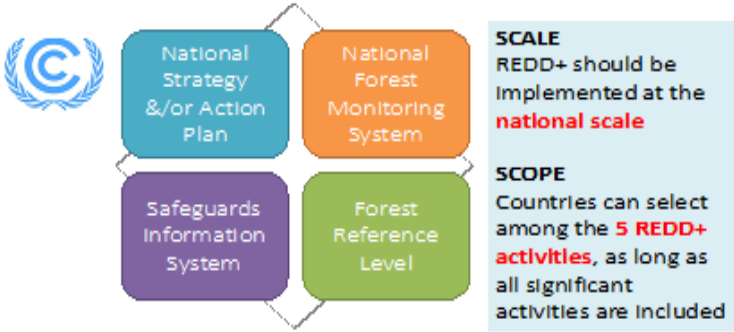 National
Strategy
&/or Action
Plan
National
Forest
Monitoring
System
Safeguards
Information
System
Forest
Reference
Level
SCALE
REDD+ should be
implemented at the
national scale
SCOPE
Countries can select
among the 5 REDD+
activities, as long as
all significant
activities are included